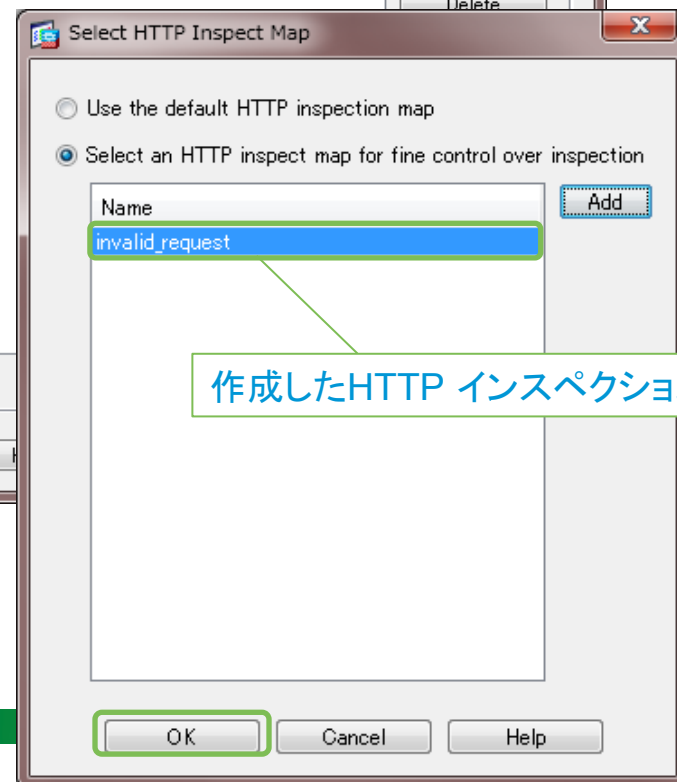 Delete
Select HTTP Inspect Map
Use the default HTTP inspection map
Select an HTTP inspect map for fine control over inspection
Name
Add
invalid_request
作成したHTTP インスペクショ
OK
Cancel
Help